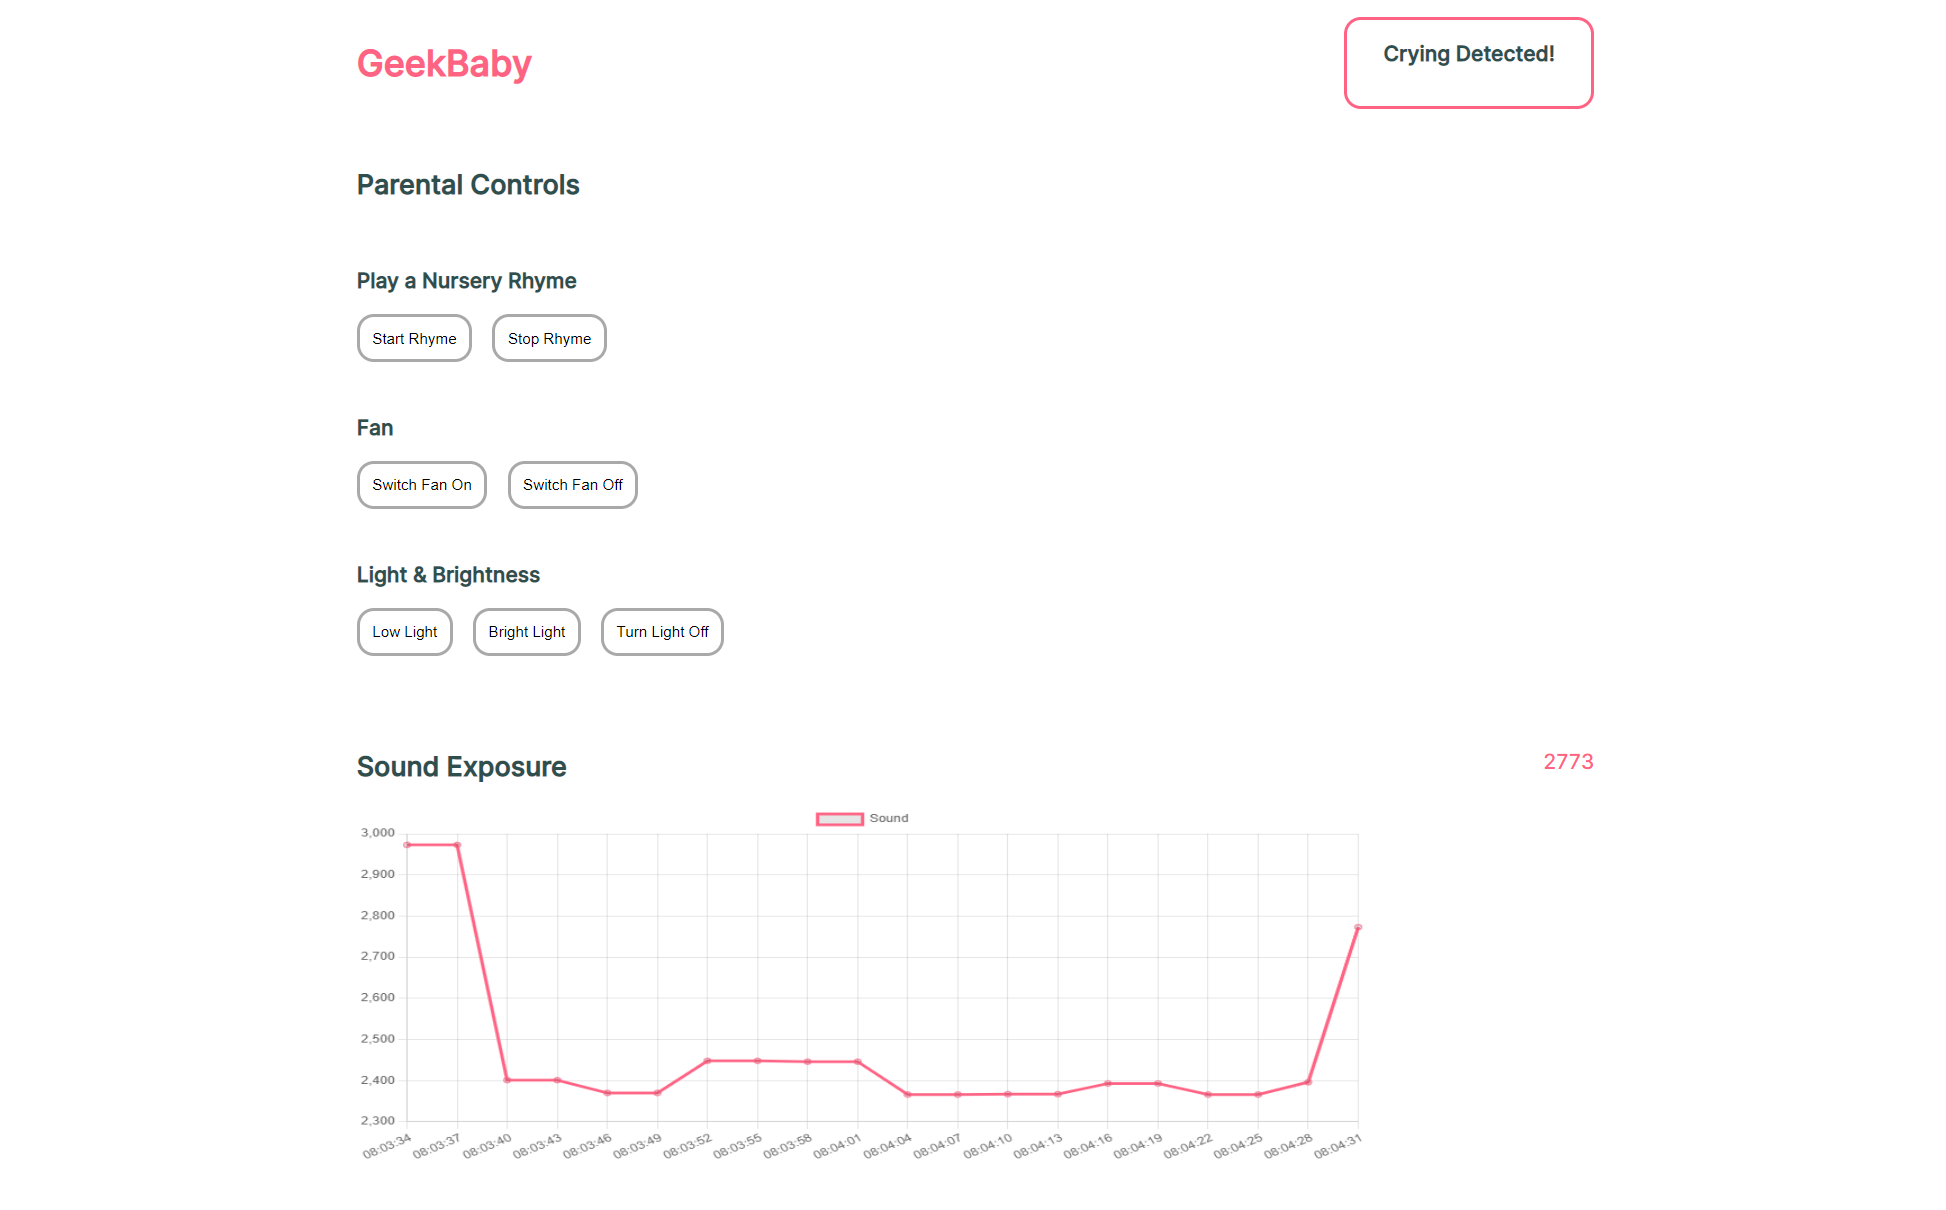 GeekBaby
Crying Detected!
Parental Controls
Play a Nursery Rhyme
Start Rhyme Stop Rhyme
Fan
Switch Fan On Switch Fan Off
Light & Brightness
Low Light Bright Light Turn Light Off
Sound Exposure 2773
Sound
3,000
2,900
2,800
2,700
2,600
2,500
2,400
2,300
08:03:34 08:03:37 08:03:40 08:03:43 08:03:46 08:03:49 08:03:52 08:03:55 08:03:58 08:04:01 08:04:04 08:04:07 08:04:10 08:04:13 08:04:16 08:04:19 08:04:22 08:04:25 08:04:28 08:04:31